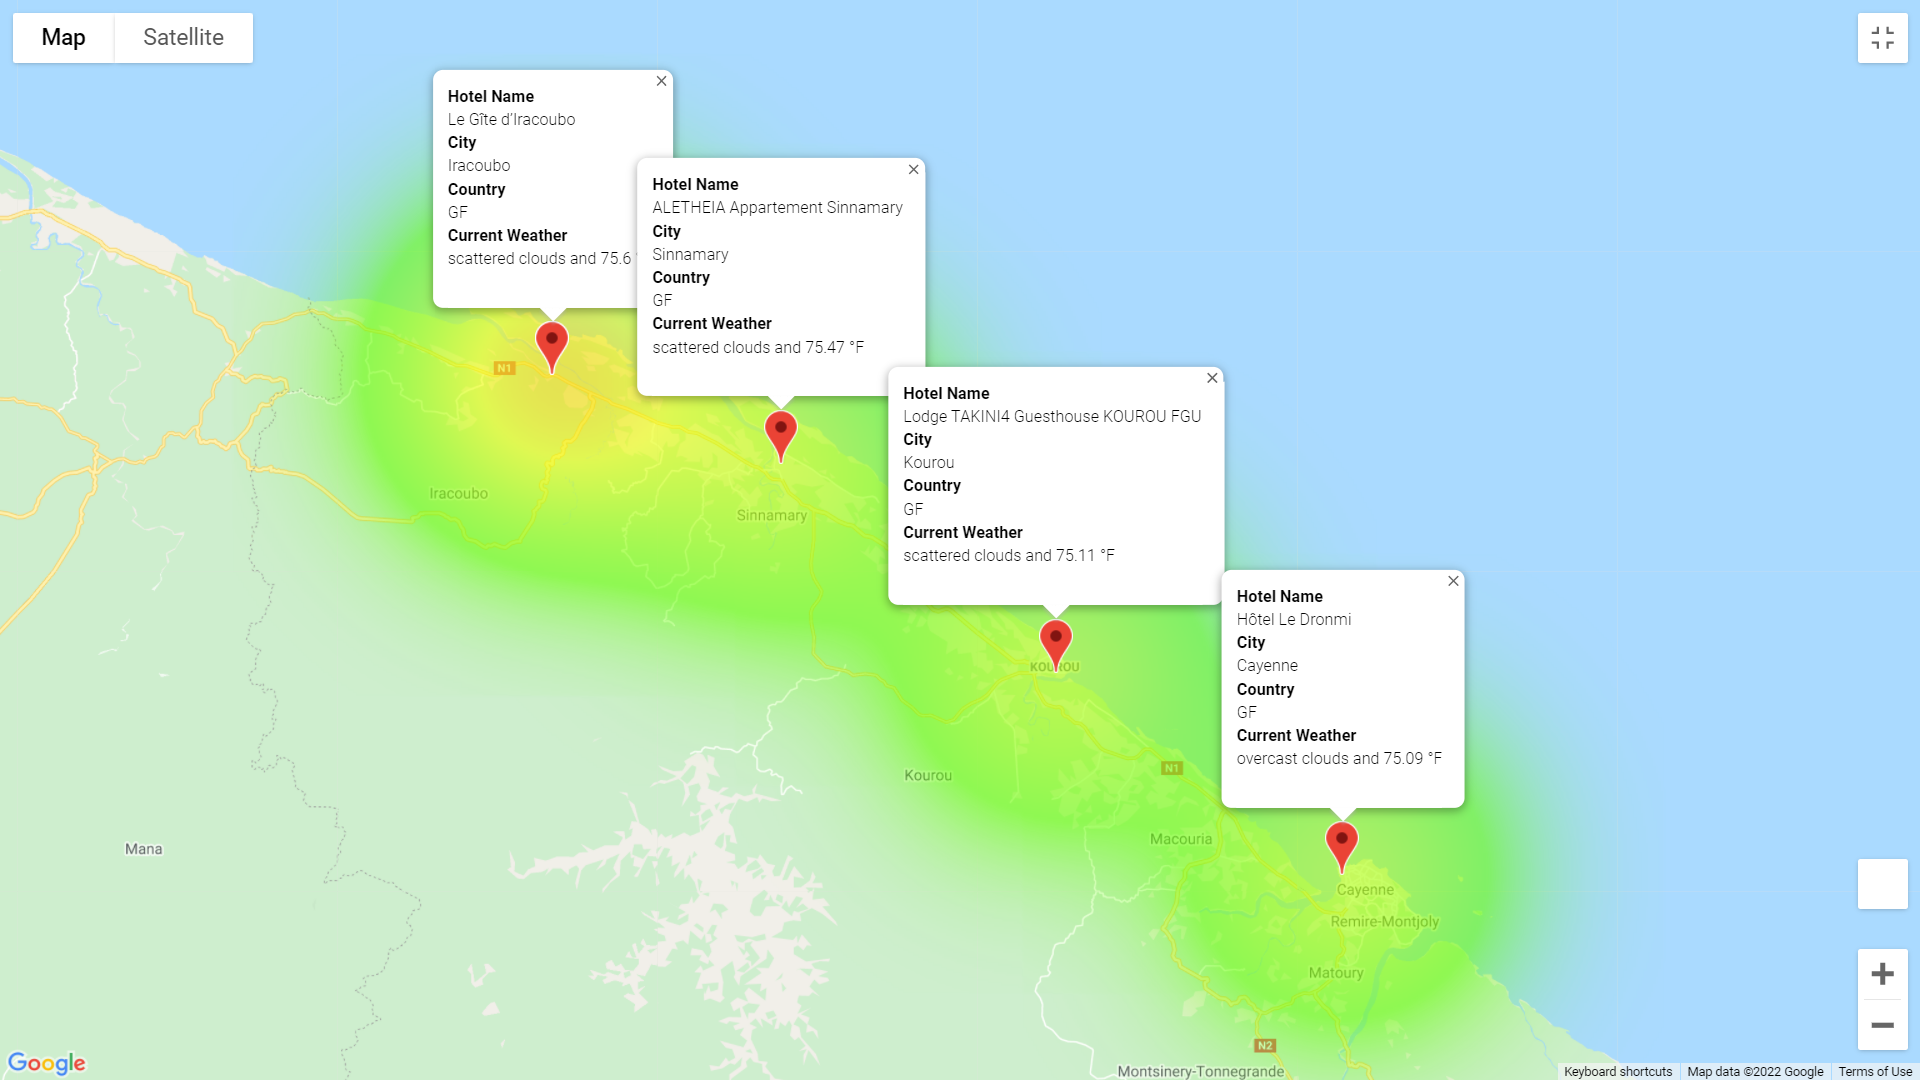 Map
Satellite
Hotel Name
Le Gîte d'Iracoubo
City
Iracoubo
Country
GF
Current Weather
scattered clouds and 75.6
Hotel Name
ALETHEIA Appartement Sinnamary
City
Sinnamary
Country
GF
Current Weather
scattered clouds and 75.47 °F
Hotel Name
Lodge TAKINI4 Guesthouse KOUROU FGU
City
Kourou
Country
GF
Current Weather
scattered clouds and 75.11 °F
Hotel Name
Hôtel Le Dronmi
City
Cayenne
Country
GF
Current Weather
overcast clouds and 75.09 °F
N1
Iracoubo
Sinnamary
KOUROU
N1
Kourou
Macouria
Mana
Cayenne
Remire-Montjoly
Matoury
N2
Montsinery-Tonnegrande
Google
Keyboard shortcuts
Map data ©2022 Google
Terms of Use